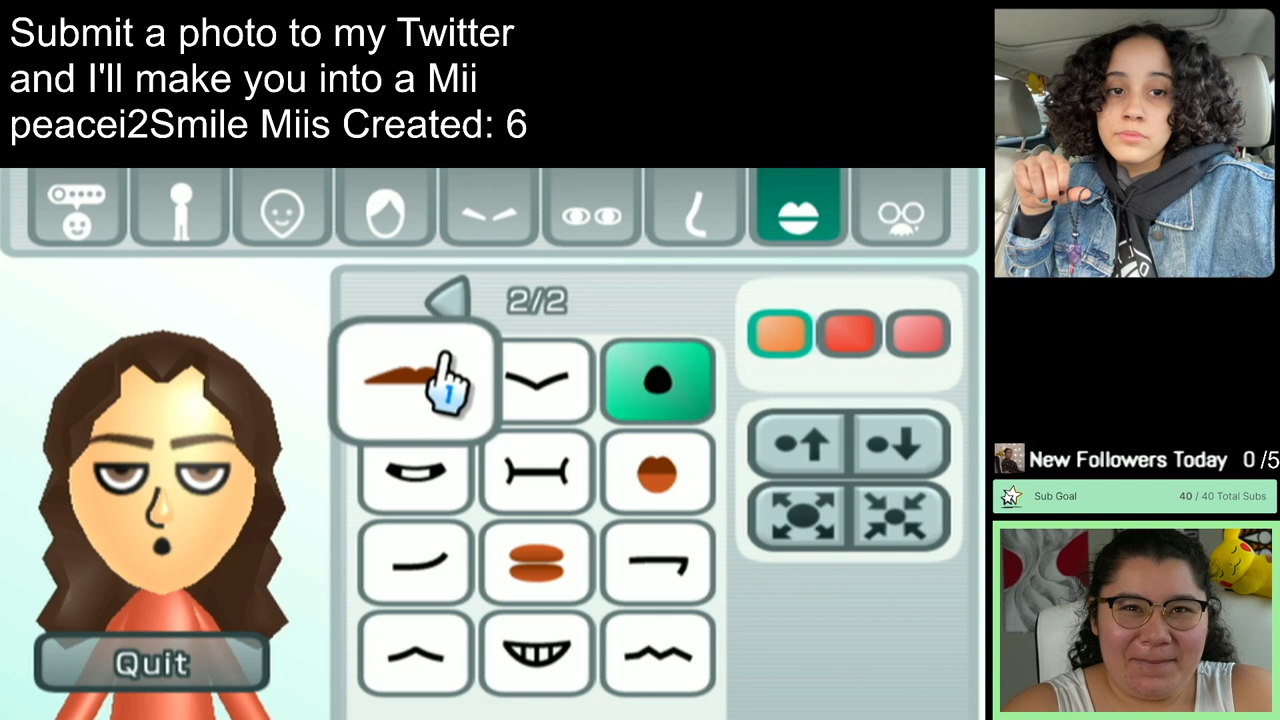 Submit a photo to my Twitter
and I'll make you into a Mii
peacei2Smile Miis Created: 6
2/2
1
Quit
New Followers Today 0 /5
Sub Goal 40 / 40 Total Subs